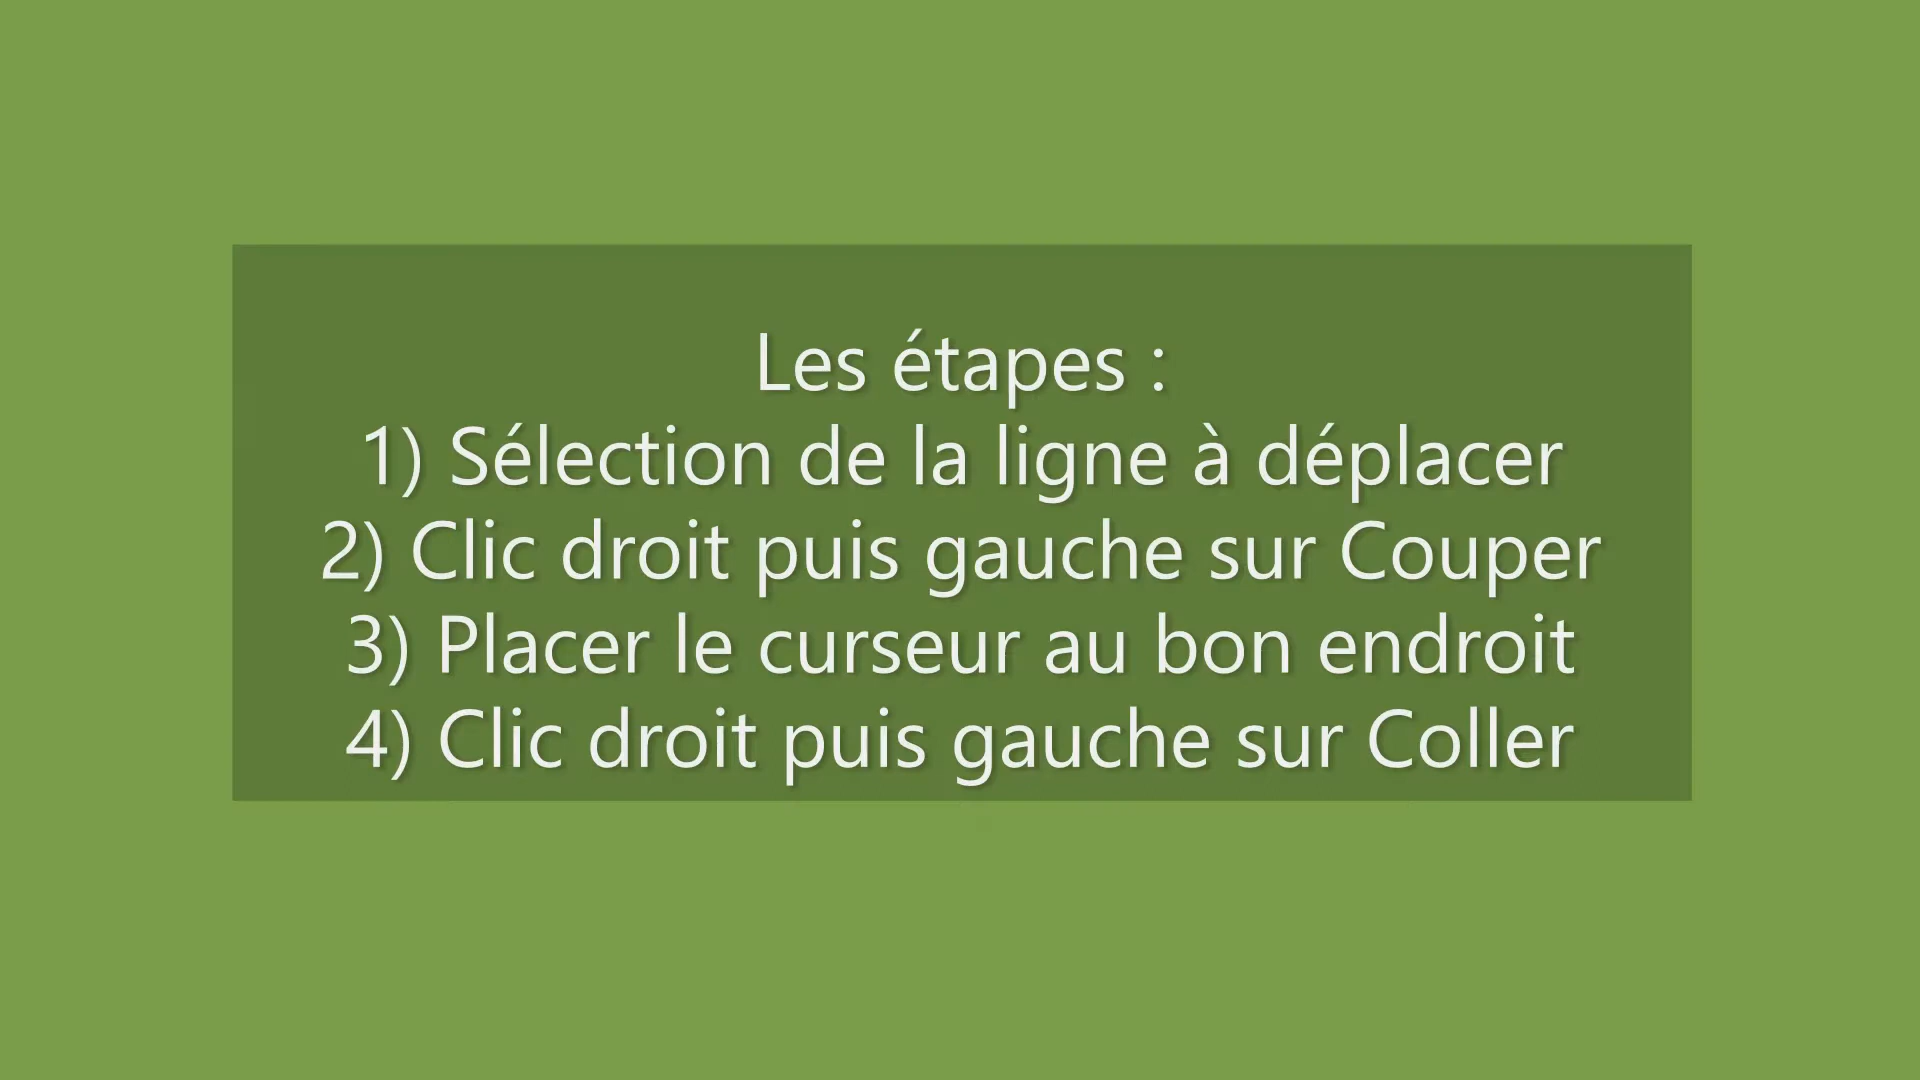 Les étapes :
1) Sélection de la ligne à déplacer
2) Clic droit puis gauche sur Couper
3) Placer le curseur au bon endroit
4) Clic droit puis gauche sur Coller